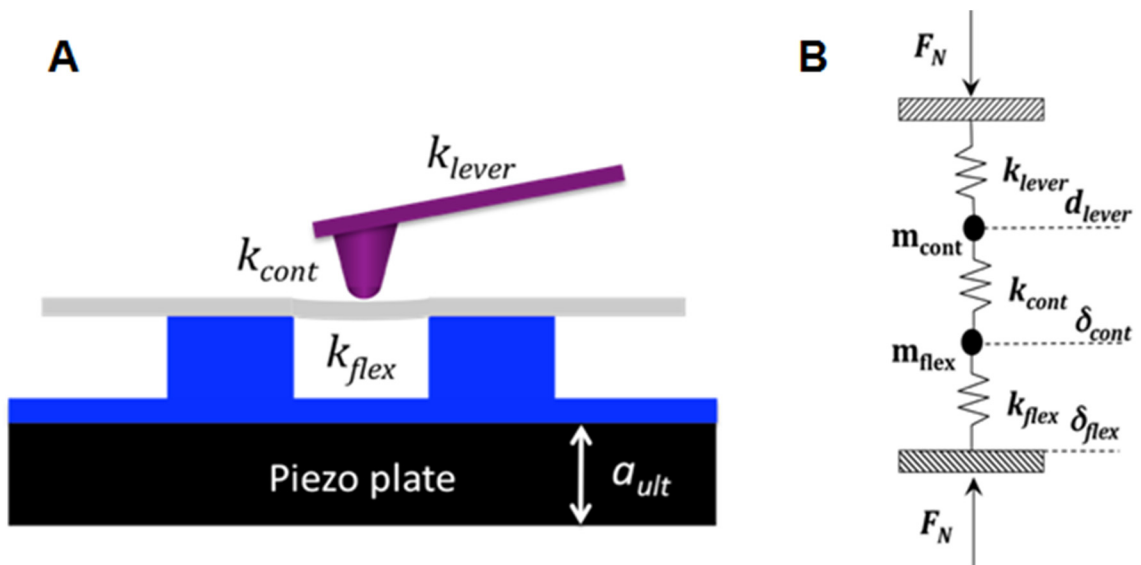 A
k_lever
k_cont
k_flex
Piezo plate
a_ult
B
F_N
k_lever
d_lever
m_cont
k_cont
δ_cont
m_flex
k_flex
δ_flex
F_N